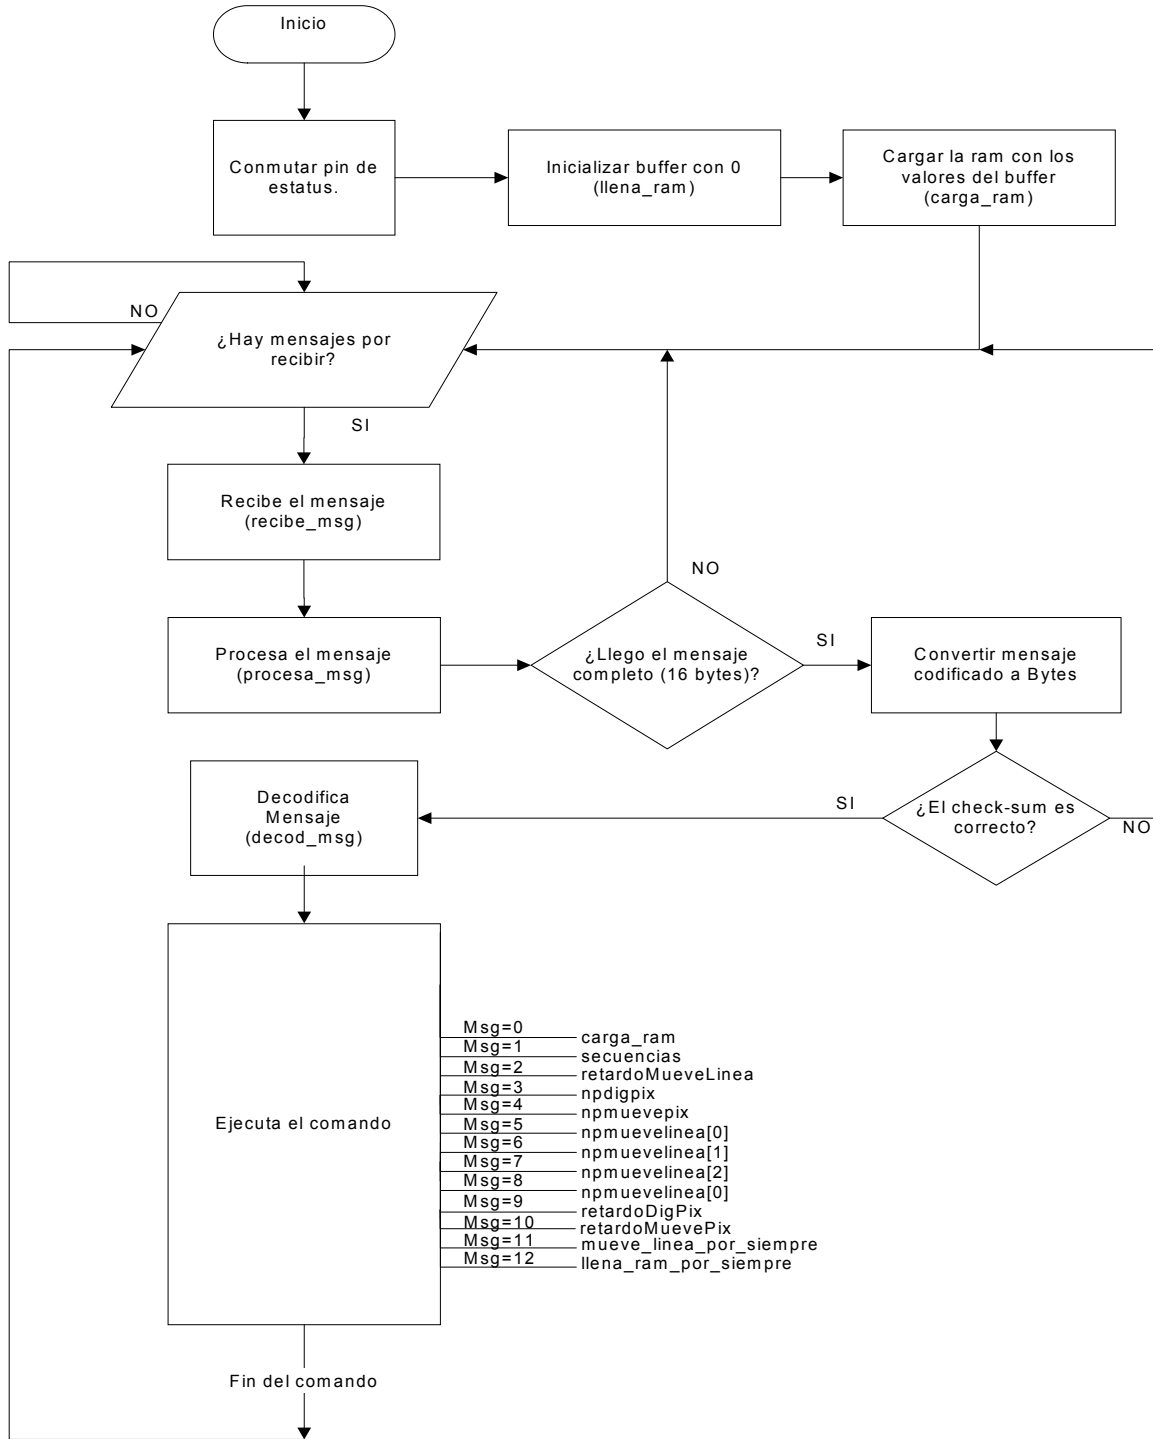 Inicio
Conmutar pin de
estatus.
Inicializar buffer con 0
(llena_ram)
Cargar la ram con los
valores del buffer
(carga_ram)
NO
¿Hay mensajes por
recibir?
SI
Recibe el mensaje
(recibe_msg)
NO
Procesa el mensaje
(procesa_msg)
¿Llego el mensaje
completo (16 bytes)?
SI
Convertir mensaje
codificado a Bytes
Decodifica
Mensaje
(decod_msg)
SI
¿El check-sum es
correcto?
NO
Ejecuta el comando
Msg=0
carga_ram
Msg=1
secuencias
Msg=2
retardoMueveLinea
Msg=3
npdigpix
Msg=4
npmuevepix
Msg=5
npmuevelinea[0]
Msg=6
npmuevelinea[1]
Msg=7
npmuevelinea[2]
Msg=8
npmuevelinea[0]
Msg=9
retardoDigPix
Msg=10
retardoMuevePix
Msg=11
mueve_linea_por_siempre
Msg=12
llena_ram_por_siempre
Fin del comando